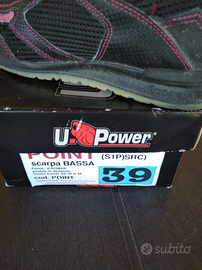 U-Power
POINT (S1P)SRC)
scarpa BASSA
39
cod. POINT
subito